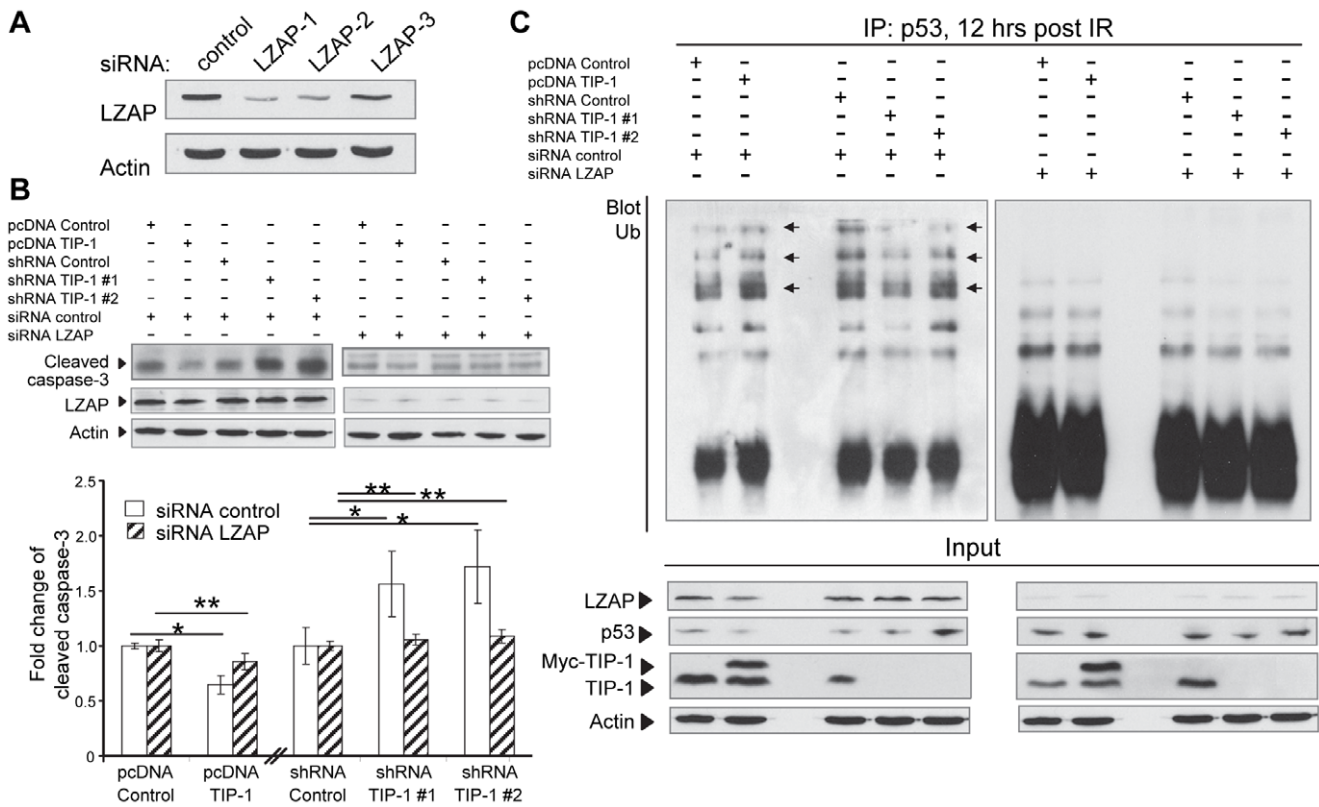 A
siRNA:
control
LZAP-1
LZAP-2
LZAP-3
LZAP
Actin
B
pcDNA Control + – – – – + – – – –
pcDNA TIP-1 – + – – – – + – – –
shRNA Control – – + – – – – + – –
shRNA TIP-1 #1 – – – + – – – – + –
shRNA TIP-1 #2 – – – – + – – – – +
siRNA control + + + + + – – – – –
siRNA LZAP – – – – – + + + + +
Cleaved
caspase-3
LZAP
Actin
Fold change of
cleaved caspase-3
2.5
2.0
1.5
1.0
0.5
0
siRNA control
siRNA LZAP
*
**
*
*
**
**
pcDNA
Control
pcDNA
TIP-1
shRNA
Control
shRNA
TIP-1 #1
shRNA
TIP-1 #2
C
IP: p53, 12 hrs post IR
pcDNA Control + – – – – + – – – –
pcDNA TIP-1 – + – – – – + – – –
shRNA Control – – + – – – – + – –
shRNA TIP-1 #1 – – – + – – – – + –
shRNA TIP-1 #2 – – – – + – – – – +
siRNA control + + + + + – – – – –
siRNA LZAP – – – – – + + + + +
Blot
Ub
Input
LZAP
p53
Myc-TIP-1
TIP-1
Actin